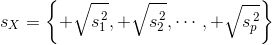 $s_X = \left\{ +\sqrt{s_1^2}, +\sqrt{s_2^2}, \cdots, +\sqrt{s_p^2} \right\}$